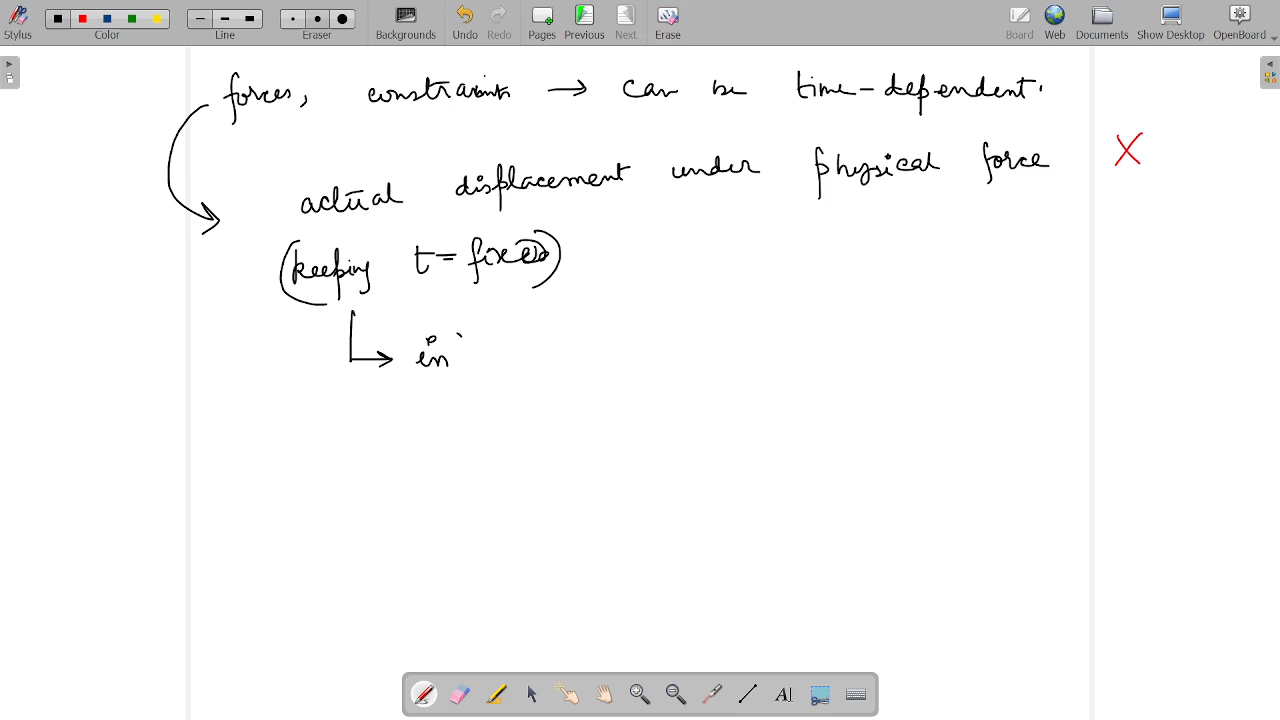 Stylus Color Line Eraser Backgrounds Undo Redo Pages Previous Next Erase Board Web Documents Show Desktop OpenBoard
forces, constraints → can be time-dependent.
actual displacement under physical force X
(keeping t = fixed)
↳ in